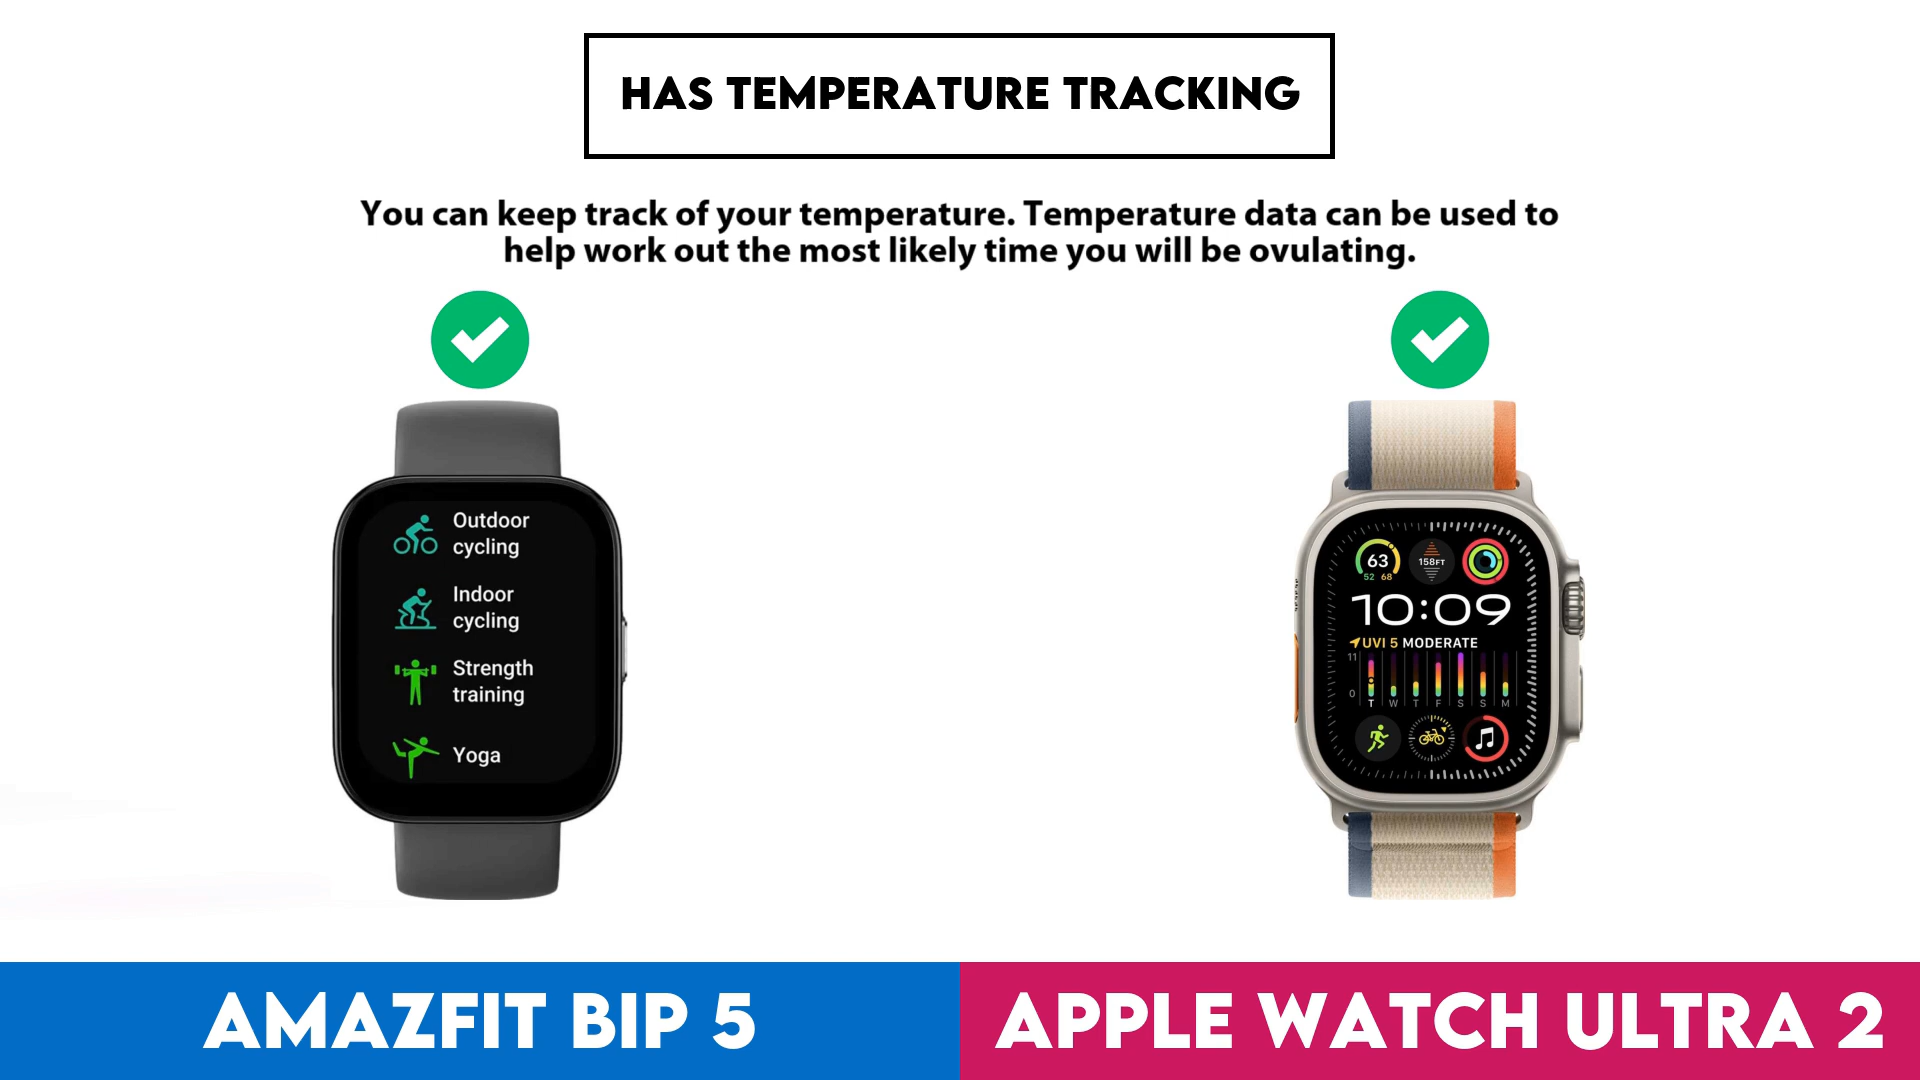 HAS TEMPERATURE TRACKING
You can keep track of your temperature. Temperature data can be used to
help work out the most likely time you will be ovulating.
Outdoor
cycling
Indoor
cycling
Strength
training
Yoga
63
52 68
158FT
10:09
UVI 5 MODERATE
11
0
T W T F S S M
AMAZFIT BIP 5
APPLE WATCH ULTRA 2